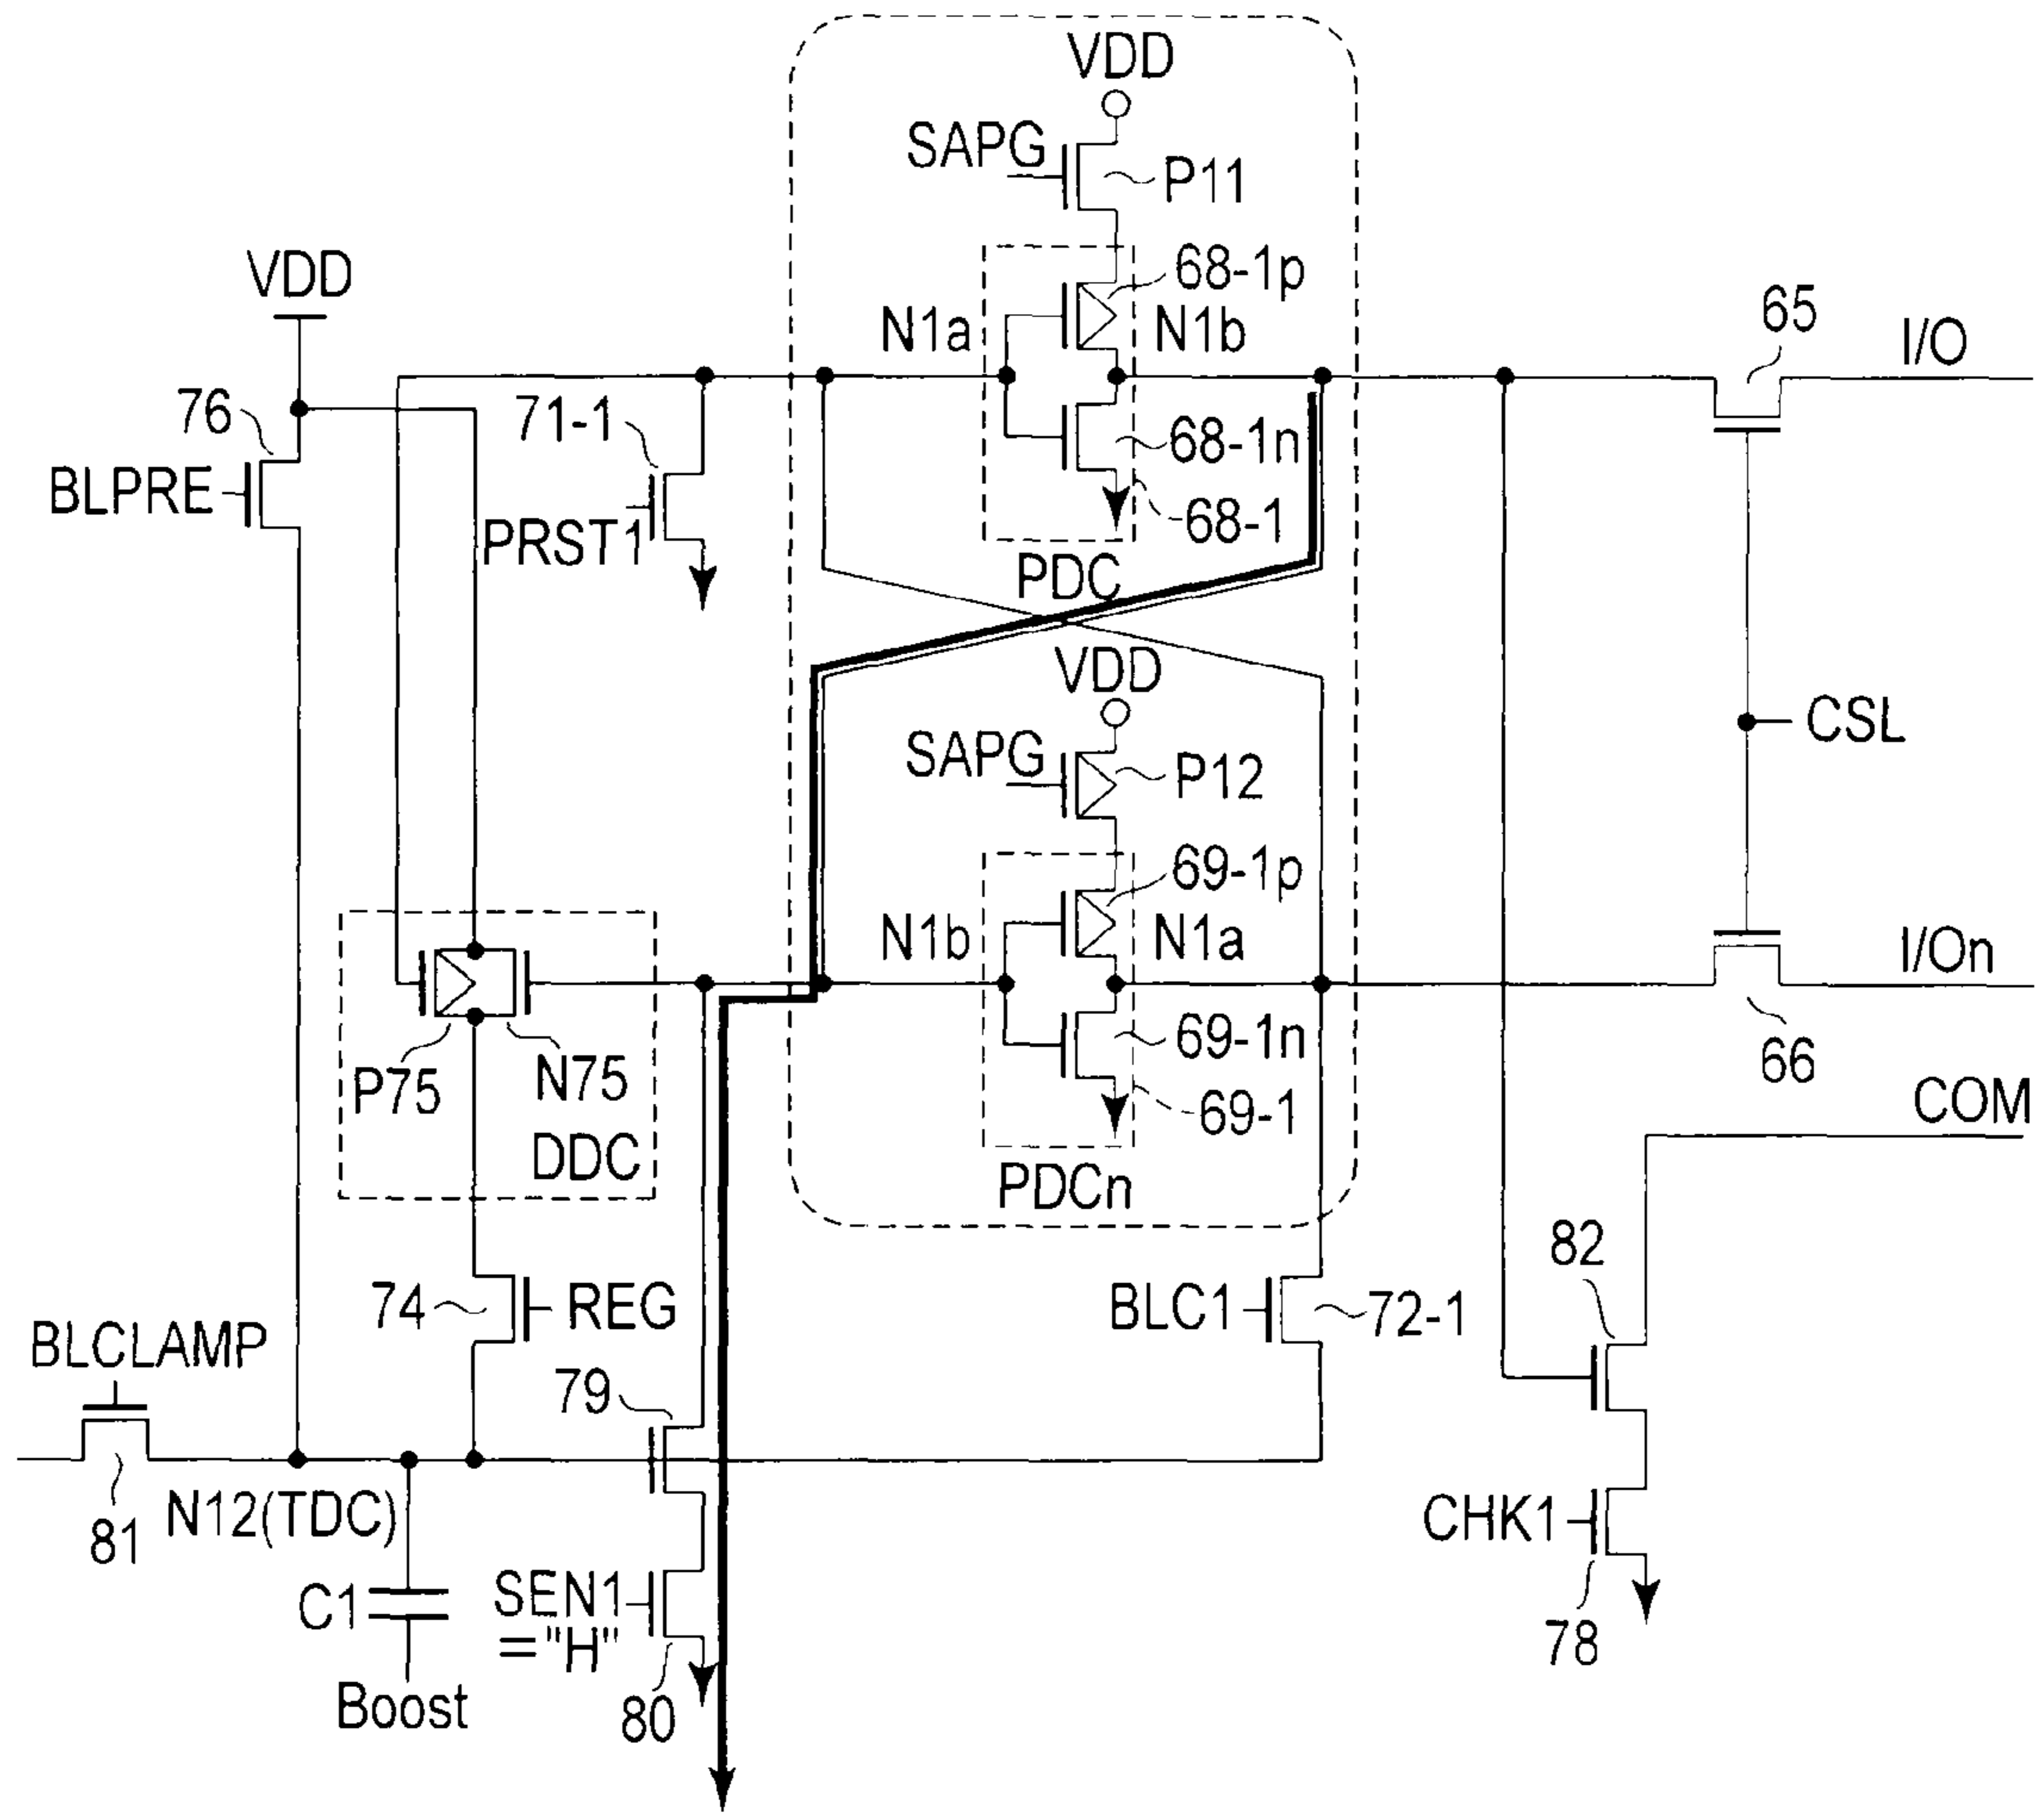 VDD
SAPG
P11
VDD
68-1p
N1a
N1b
65
I/O
76
71-1
BLPRE
68-1n
PRST1
68-1
PDC
VDD
CSL
SAPG
P12
69-1p
N1b
N1a
I/On
P75
N75
69-1n
66
DDC
69-1
COM
PDCn
82
74
REG
BLC1
72-1
BLCLAMP
79
N12(TDC)
81
CHK1
C1
SEN1
="H"
78
Boost
80